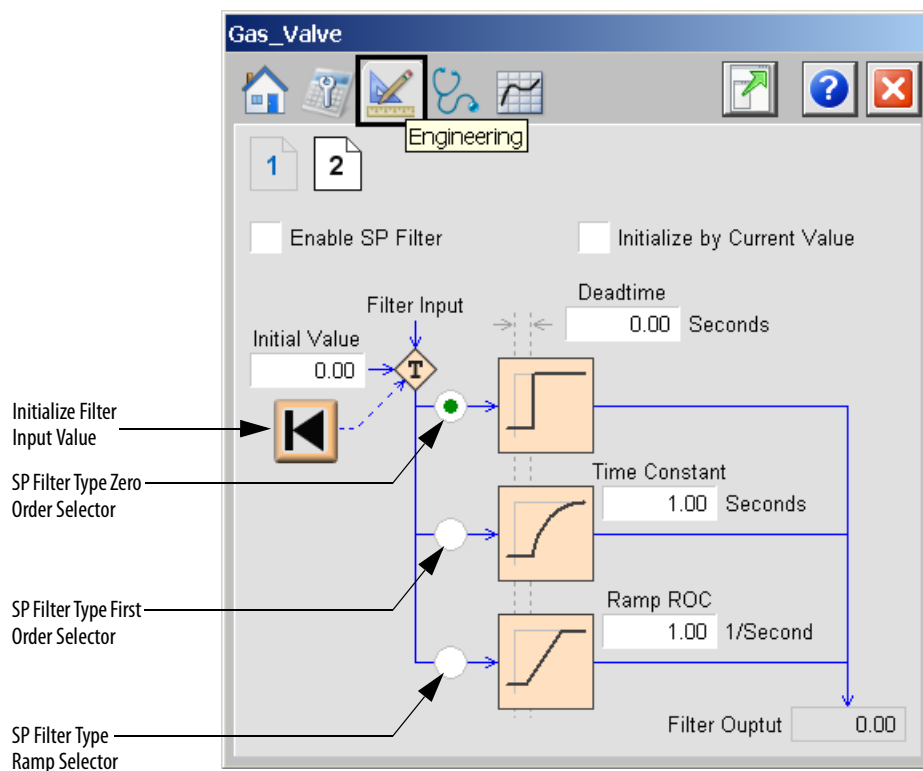 Gas_Valve
?
Engineering
1 2
Enable SP Filter
Initialize by Current Value
Deadtime
0.00 Seconds
Filter Input
Initial Value
0.00
T
Initialize Filter
Input Value
SP Filter Type Zero
Order Selector
Time Constant
1.00 Seconds
SP Filter Type First
Order Selector
Ramp ROC
1.00 1/Second
SP Filter Type
Ramp Selector
Filter Ouptut 0.00